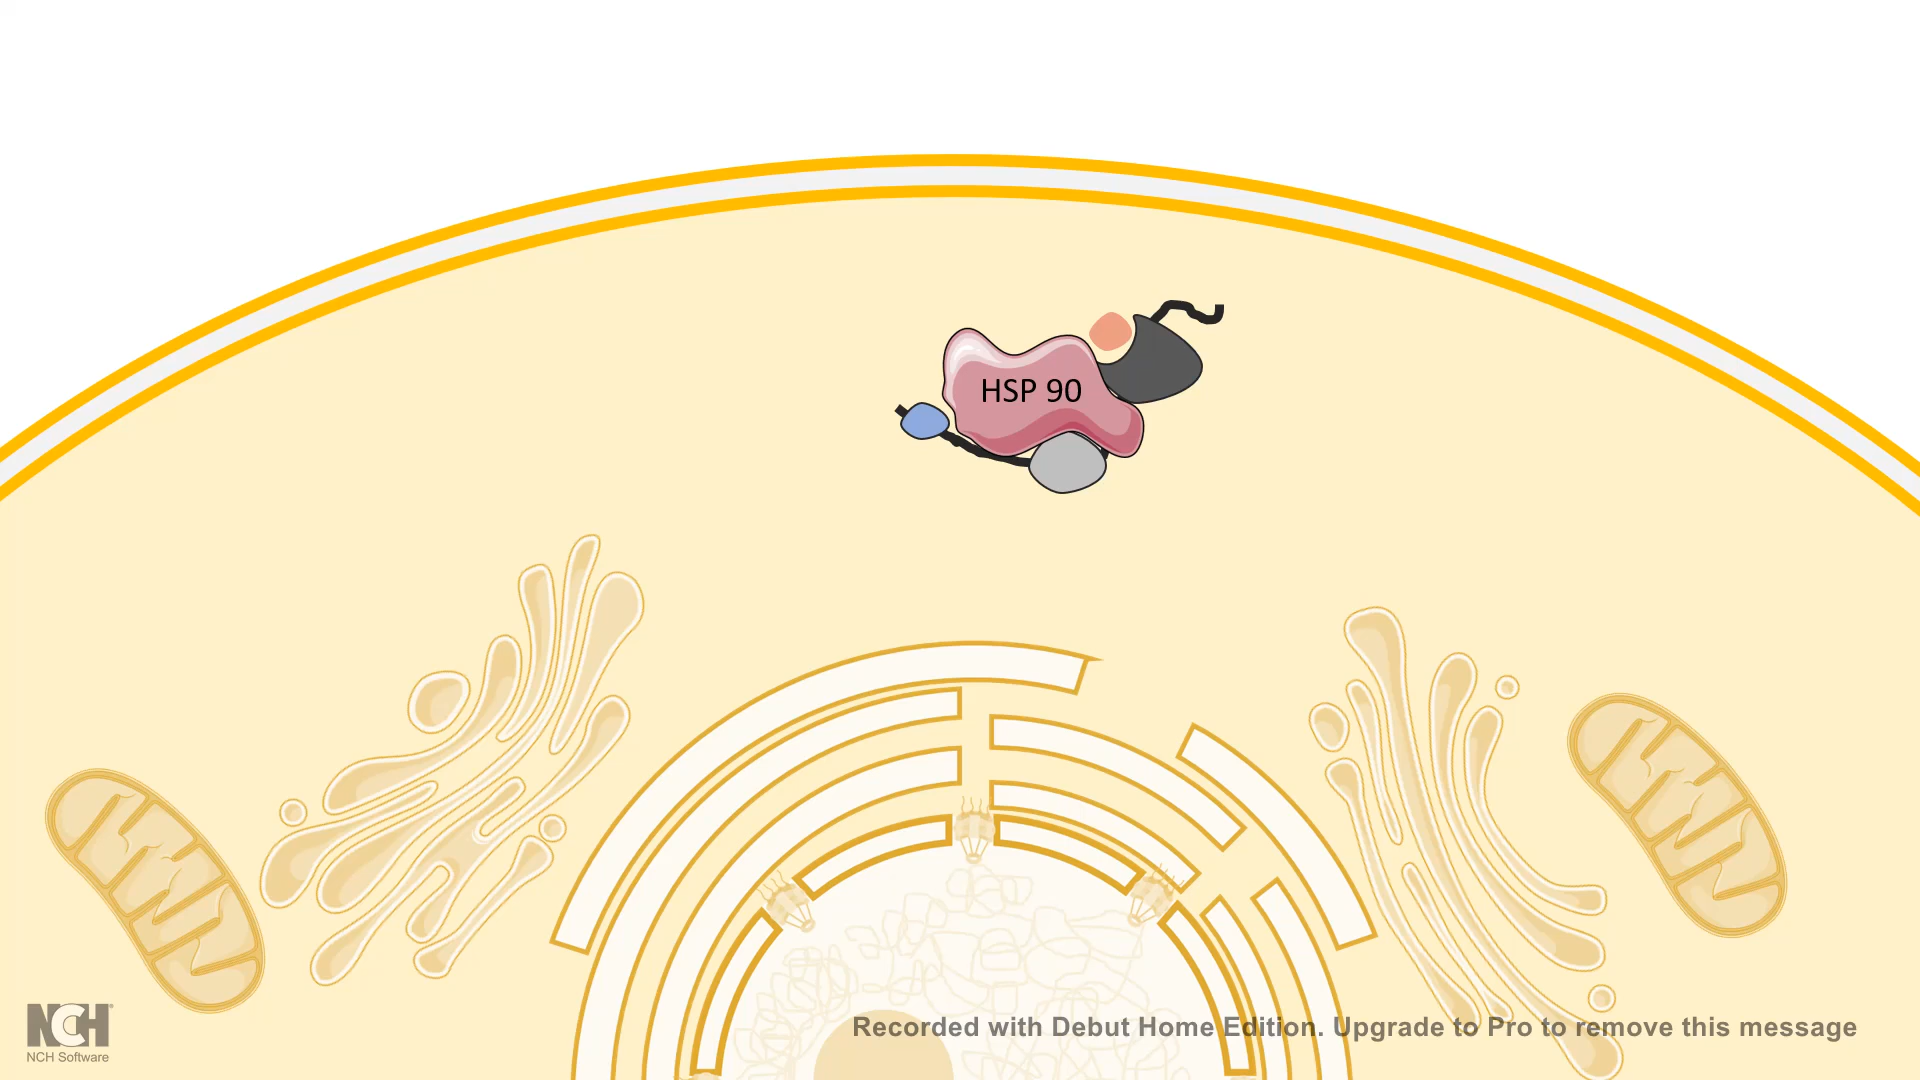 HSP 90
NCH
NCH Software
Recorded with Debut Home Edition. Upgrade to Pro to remove this message